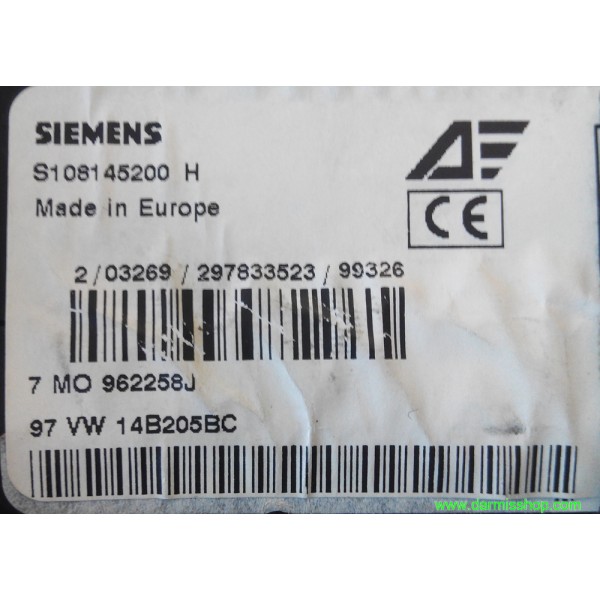 SIEMENS
S108145200 H
Made in Europe
AE
CE
2/03269/297833523/99326
7 MO 962258J
97 VW 14B205BC
www.darmisshop.com